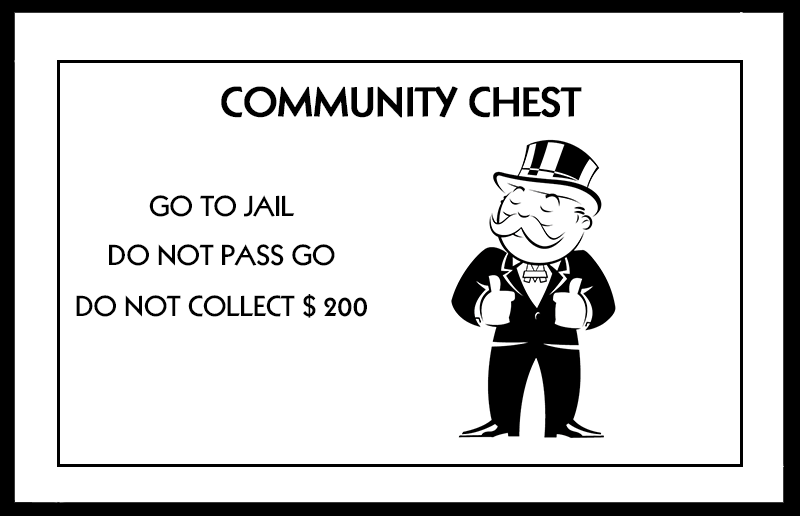 COMMUNITY CHEST
GO TO JAIL
DO NOT PASS GO
DO NOT COLLECT $ 200